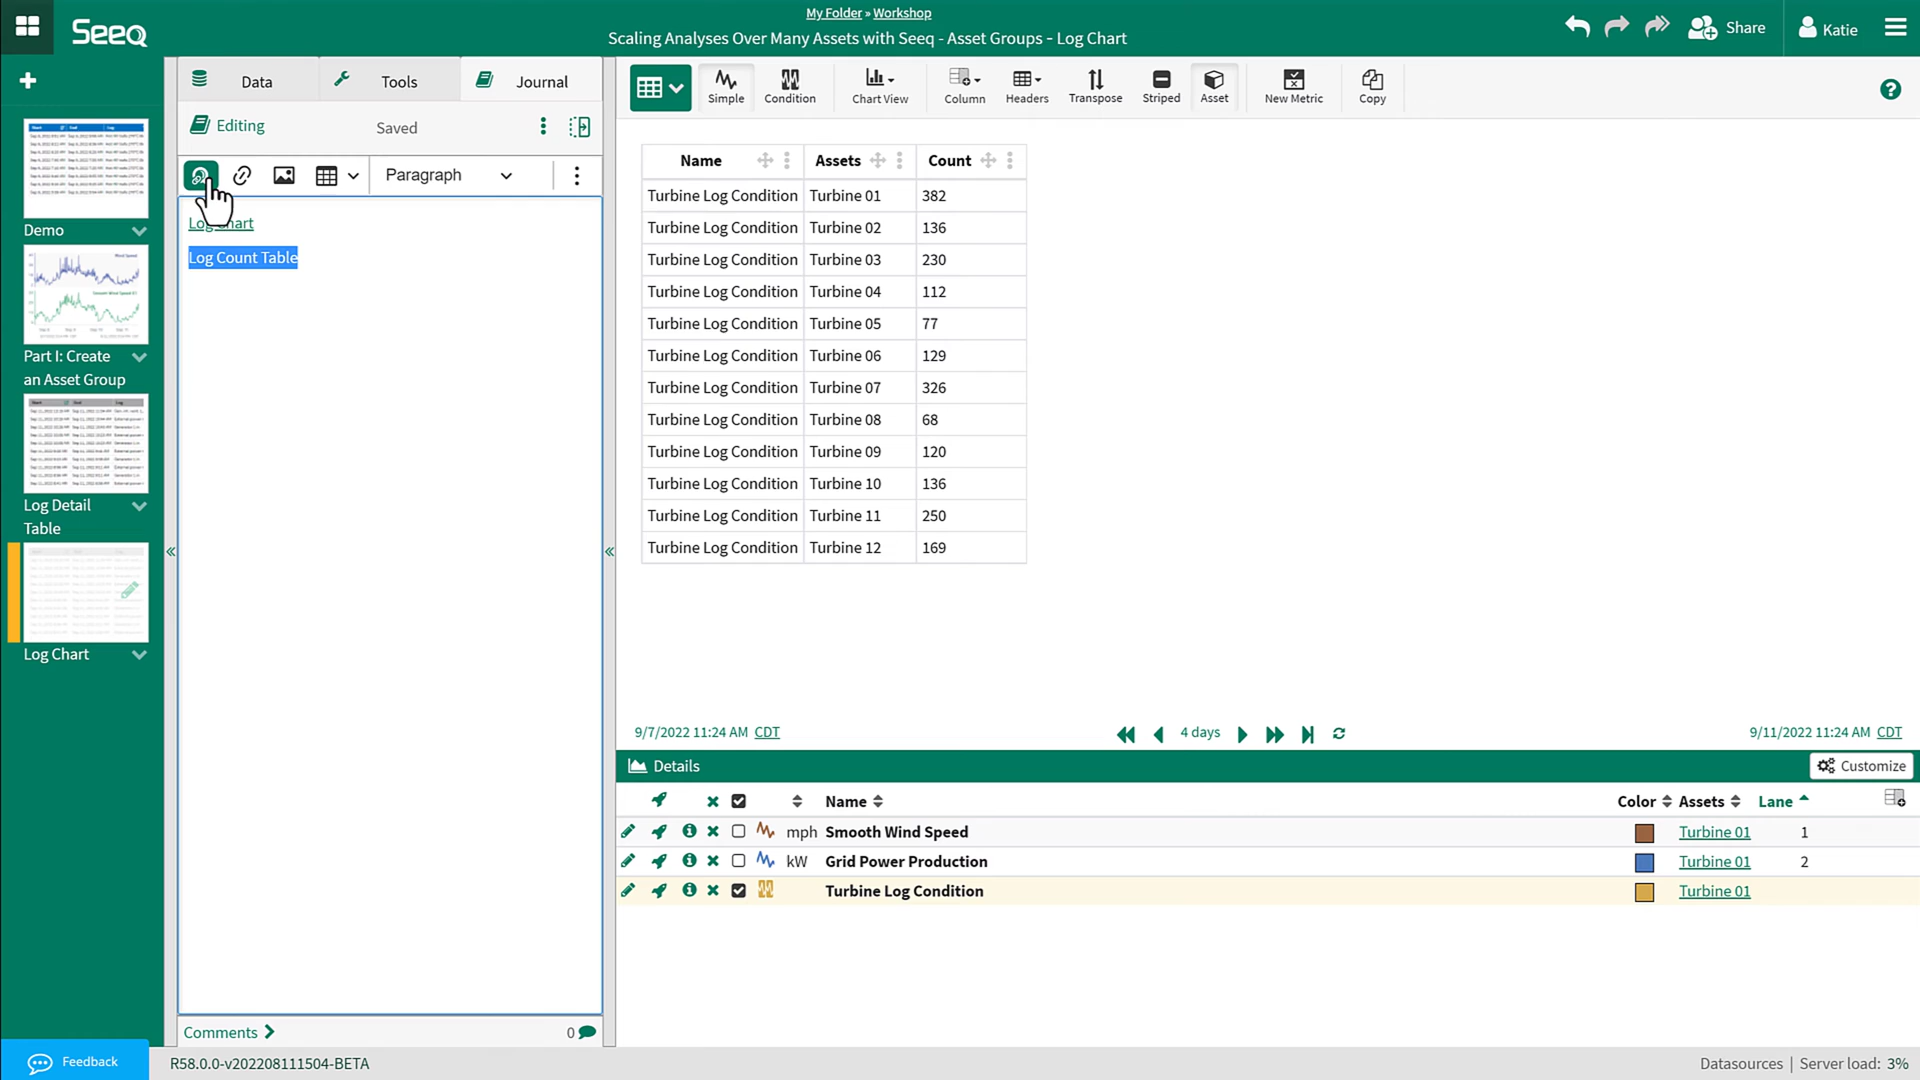 Seeq
My Folder » Workshop
Scaling Analyses Over Many Assets with Seeq - Asset Groups - Log Chart
Share
Katie
Data
Tools
Journal
Editing
Saved
Paragraph
Log Chart
Log Count Table
Comments
0
Demo
Part I: Create
an Asset Group
Log Detail
Table
Log Chart
Simple
Condition
Chart View
Column
Headers
Transpose
Striped
Asset
New Metric
Copy
Name Assets Count
Turbine Log Condition Turbine 01 382
Turbine Log Condition Turbine 02 136
Turbine Log Condition Turbine 03 230
Turbine Log Condition Turbine 04 112
Turbine Log Condition Turbine 05 77
Turbine Log Condition Turbine 06 129
Turbine Log Condition Turbine 07 326
Turbine Log Condition Turbine 08 68
Turbine Log Condition Turbine 09 120
Turbine Log Condition Turbine 10 136
Turbine Log Condition Turbine 11 250
Turbine Log Condition Turbine 12 169
9/7/2022 11:24 AM CDT
4 days
9/11/2022 11:24 AM CDT
Details
Customize
Name Color Assets Lane
mph Smooth Wind Speed Turbine 01 1
kW Grid Power Production Turbine 01 2
Turbine Log Condition Turbine 01
Feedback
R58.0.0-v202208111504-BETA
Datasources | Server load: 3%